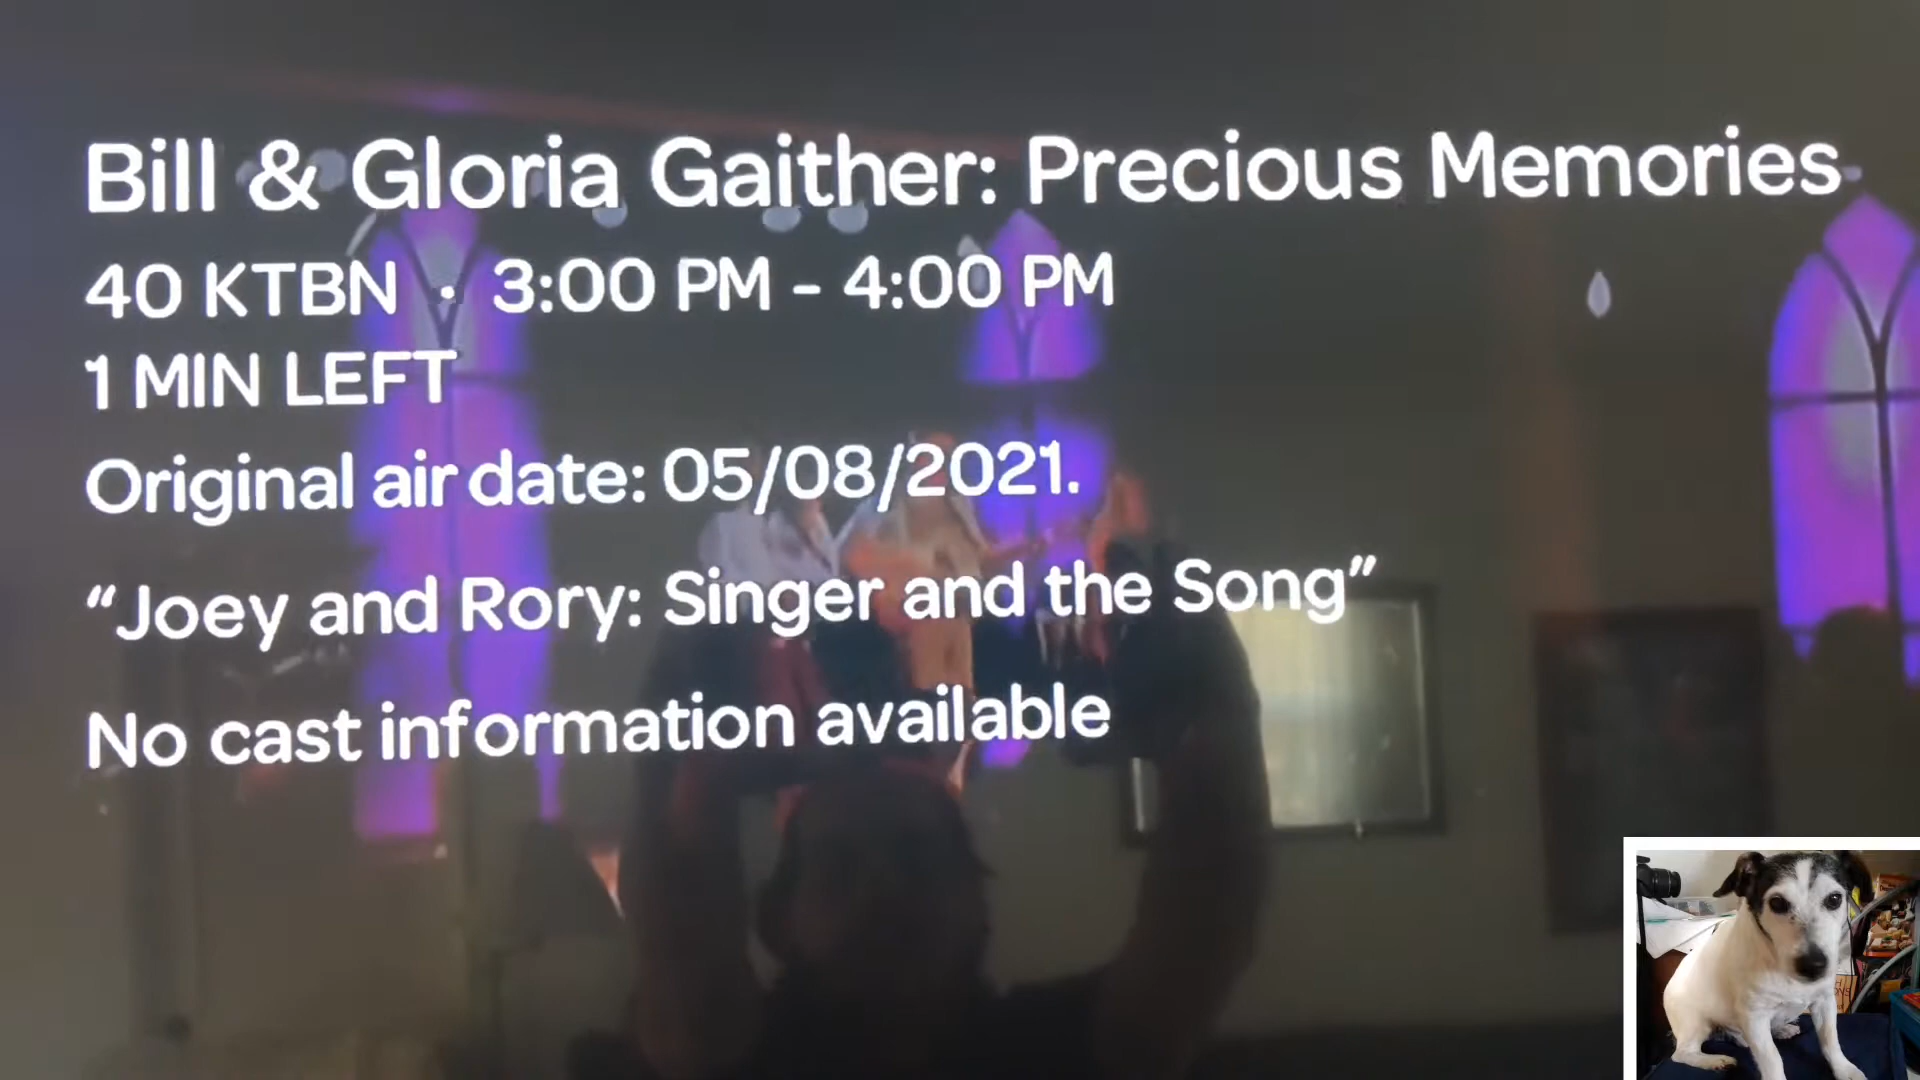 Bill & Gloria Gaither: Precious Memories
40 KTBN · 3:00 PM - 4:00 PM
1 MIN LEFT
Original air date: 05/08/2021.
“Joey and Rory: Singer and the Song”
No cast information available